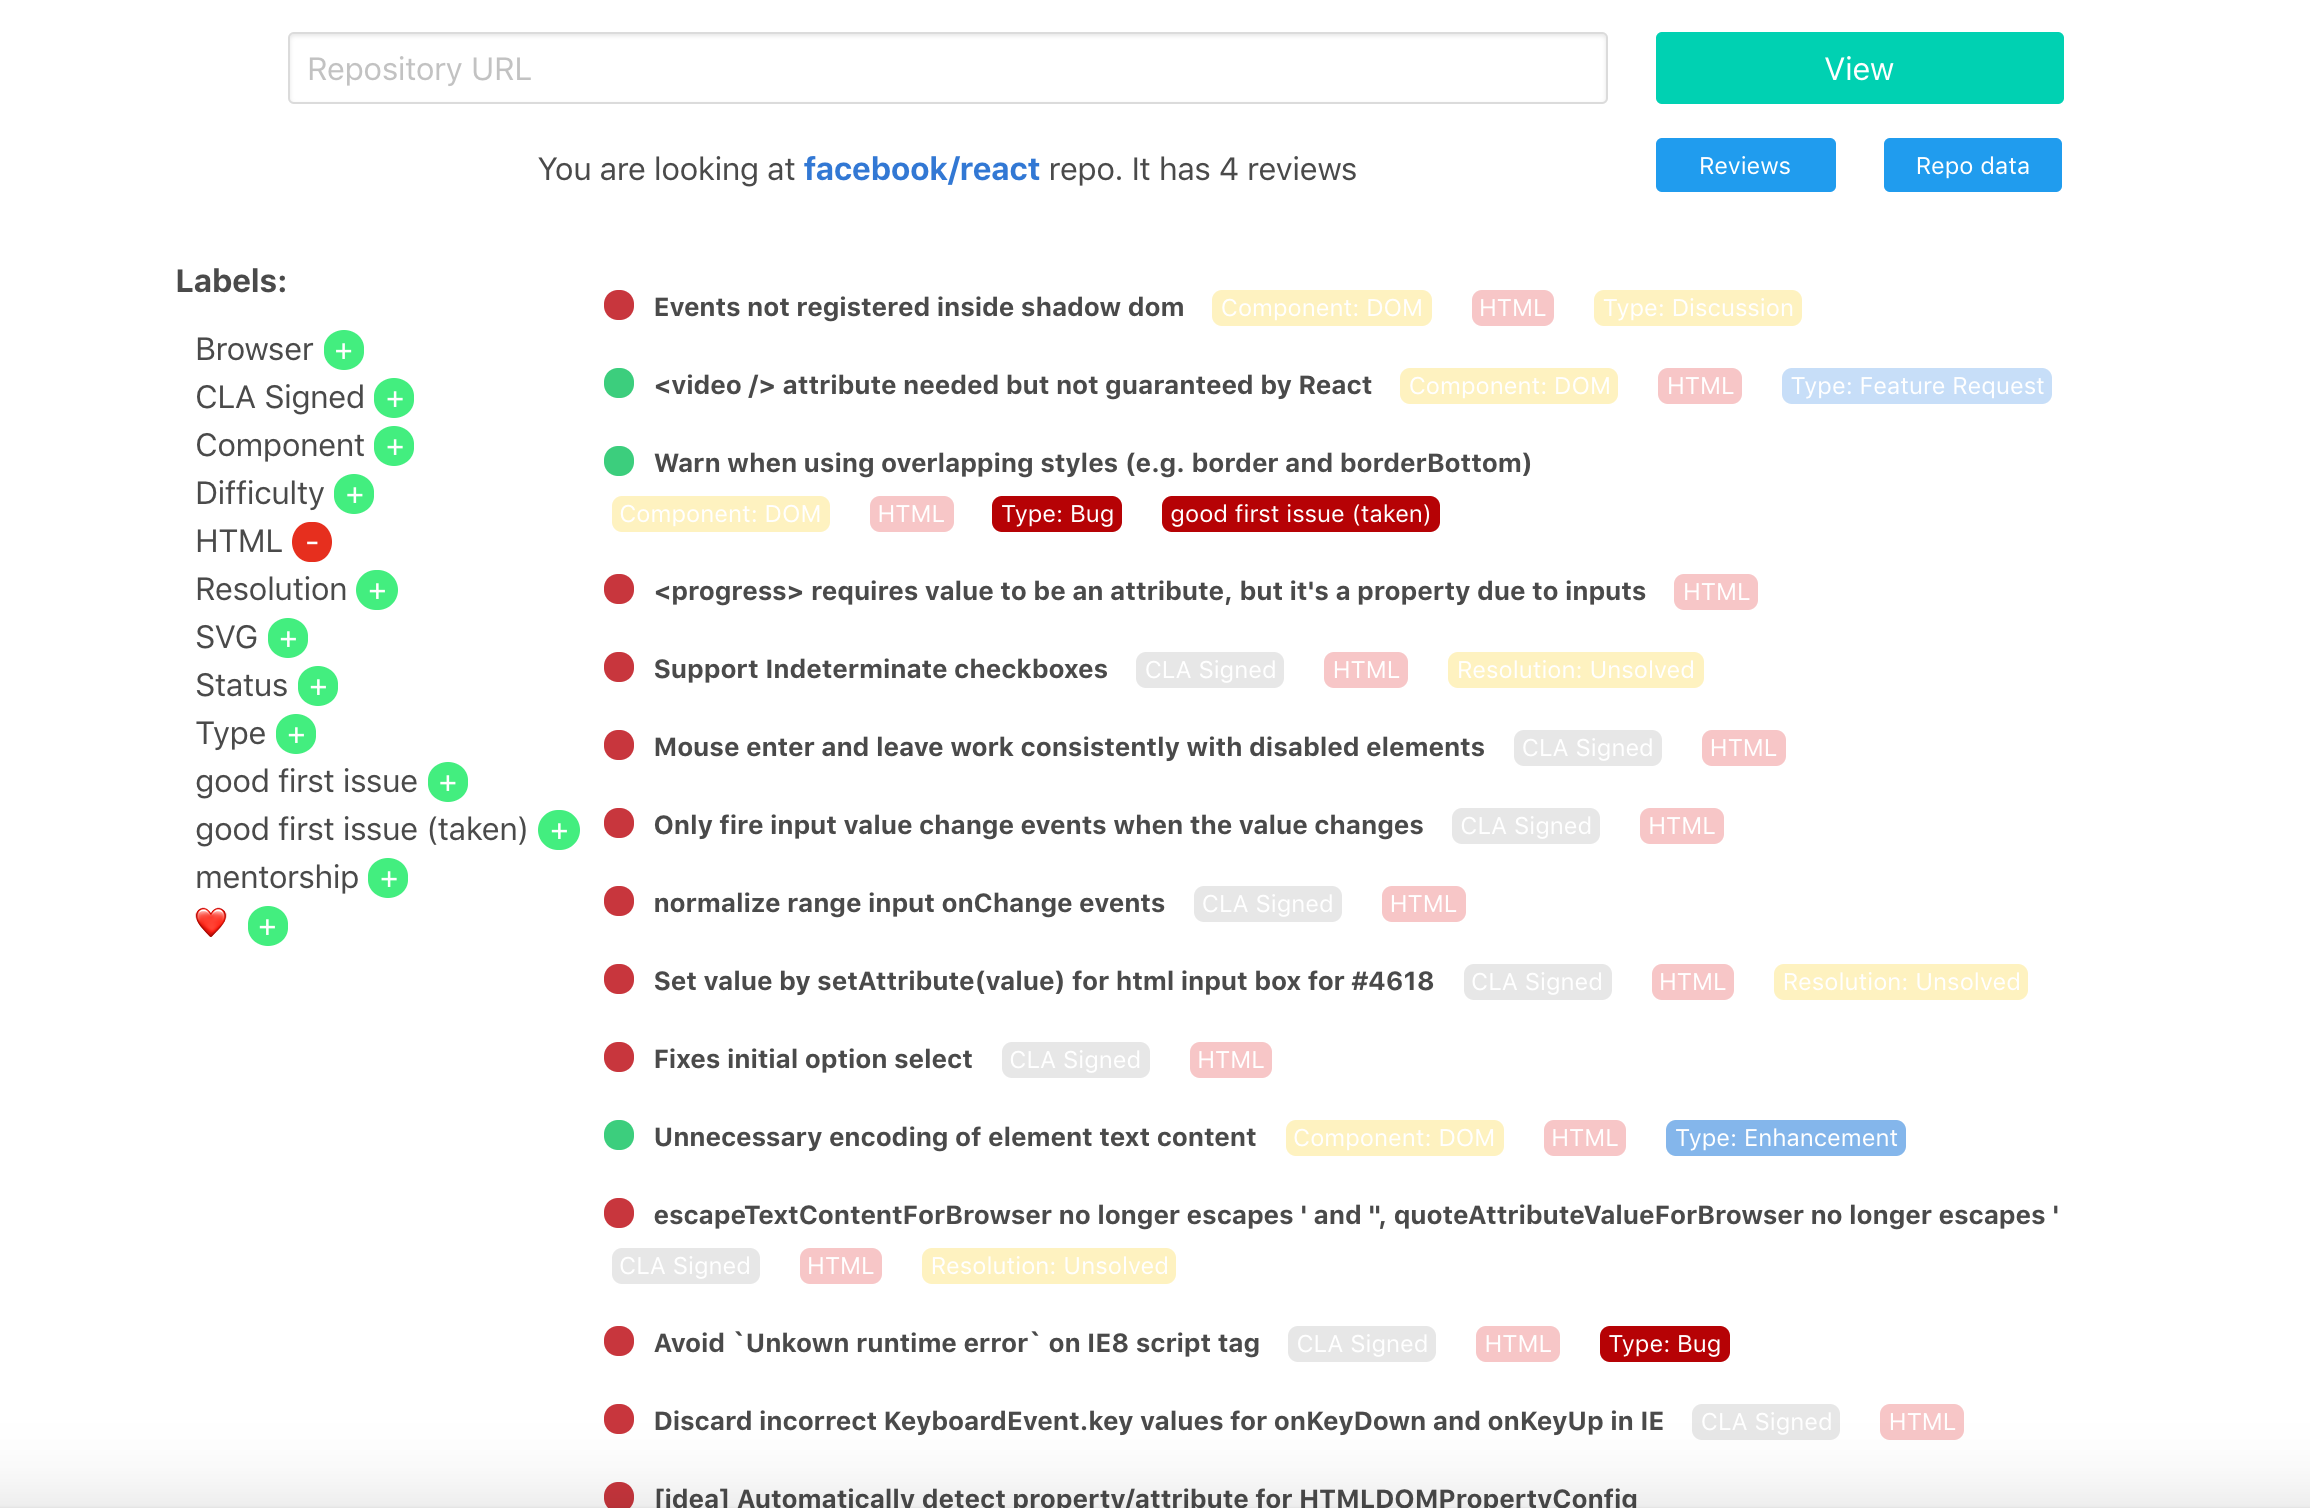 Repository URL
View
You are looking at facebook/react repo. It has 4 reviews
Reviews
Repo data
Labels:
Browser +
CLA Signed +
Component +
Difficulty +
HTML -
Resolution +
SVG +
Status +
Type +
good first issue +
good first issue (taken) +
mentorship +
❤️ +
Events not registered inside shadow dom Component: DOM HTML Type: Discussion
<video /> attribute needed but not guaranteed by React Component: DOM HTML Type: Feature Request
Warn when using overlapping styles (e.g. border and borderBottom)
Component: DOM HTML Type: Bug good first issue (taken)
<progress> requires value to be an attribute, but it's a property due to inputs HTML
Support Indeterminate checkboxes CLA Signed HTML Resolution: Unsolved
Mouse enter and leave work consistently with disabled elements CLA Signed HTML
Only fire input value change events when the value changes CLA Signed HTML
normalize range input onChange events CLA Signed HTML
Set value by setAttribute(value) for html input box for #4618 CLA Signed HTML Resolution: Unsolved
Fixes initial option select CLA Signed HTML
Unnecessary encoding of element text content Component: DOM HTML Type: Enhancement
escapeTextContentForBrowser no longer escapes ' and ", quoteAttributeValueForBrowser no longer escapes '
CLA Signed HTML Resolution: Unsolved
Avoid `Unkown runtime error` on IE8 script tag CLA Signed HTML Type: Bug
Discard incorrect KeyboardEvent.key values for onKeyDown and onKeyUp in IE CLA Signed HTML
[idea] Automatically detect property/attribute for HTMLDOMPropertyConfig